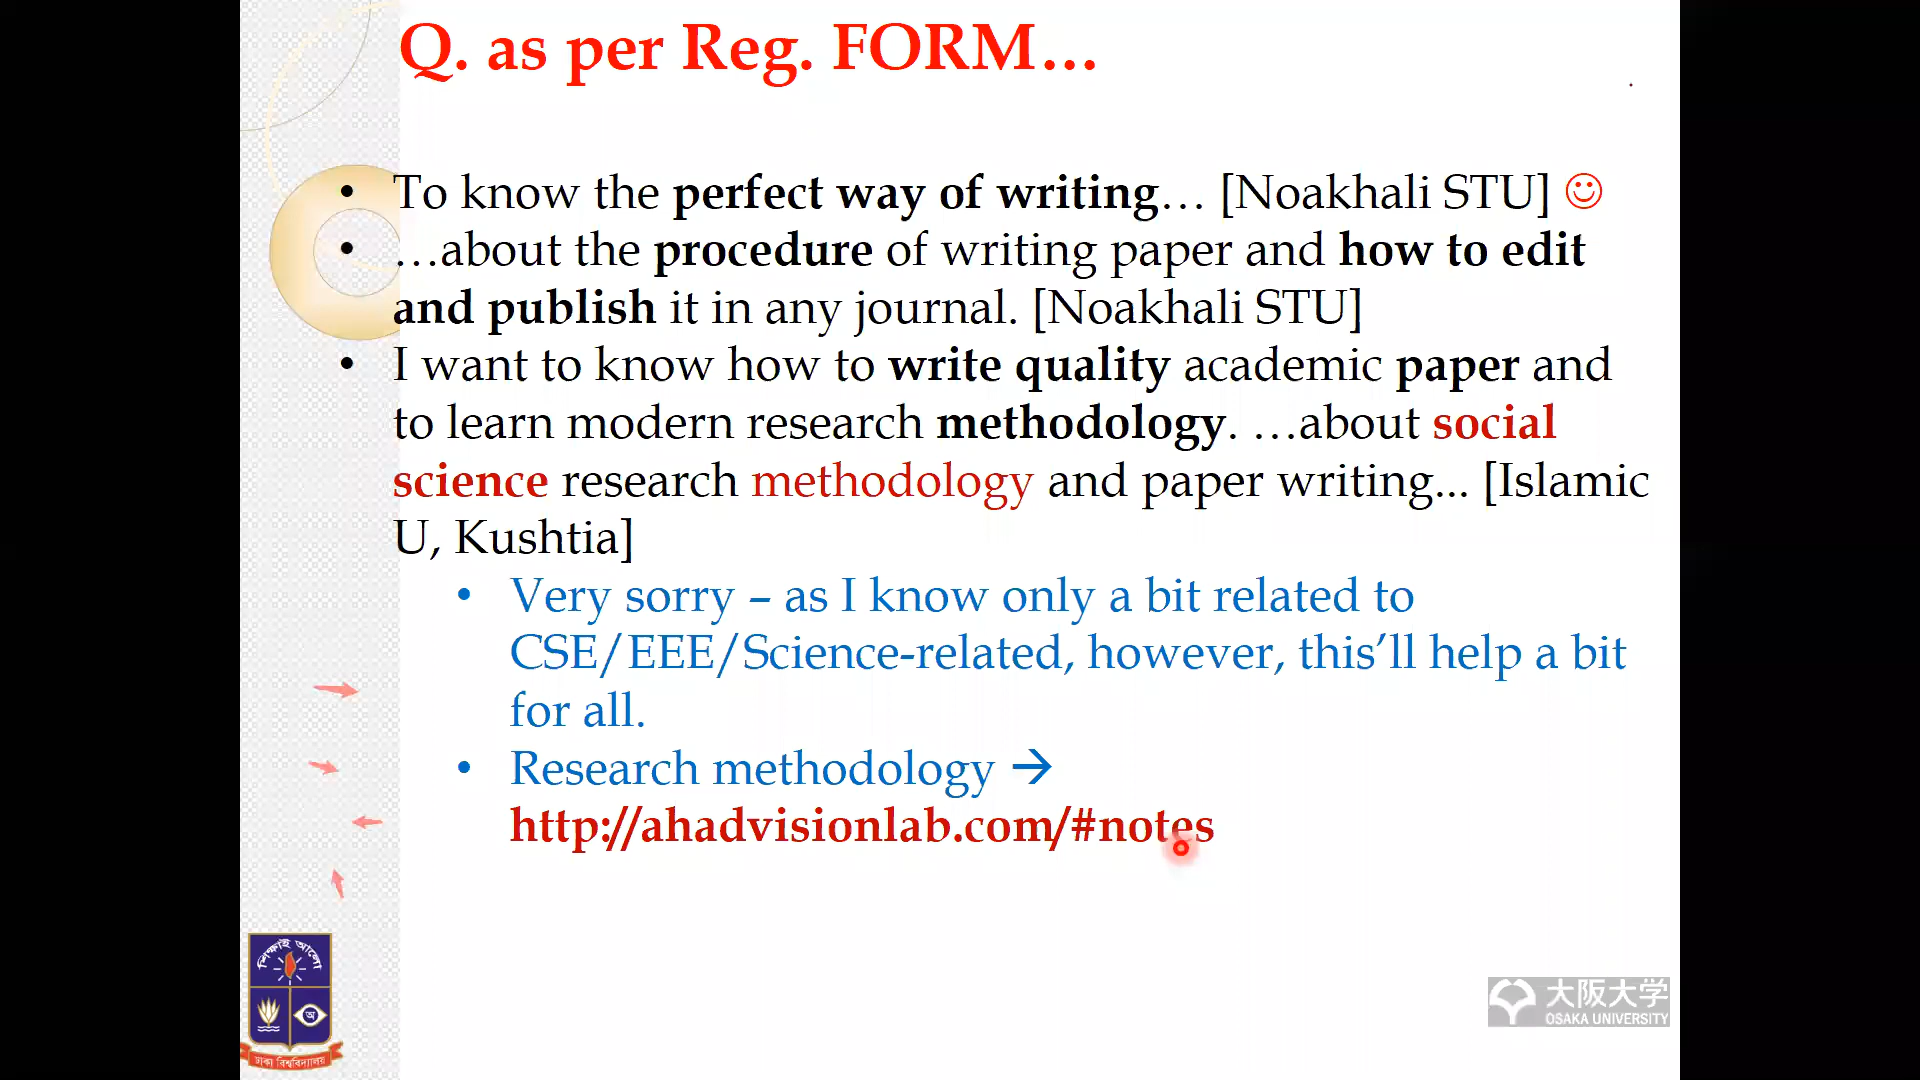 Q. as per Reg. FORM…
• To know the perfect way of writing… [Noakhali STU] ☺
• …about the procedure of writing paper and how to edit
and publish it in any journal. [Noakhali STU]
• I want to know how to write quality academic paper and
to learn modern research methodology. …about social
science research methodology and paper writing... [Islamic
U, Kushtia]
• Very sorry – as I know only a bit related to
CSE/EEE/Science-related, however, this’ll help a bit
for all.
• Research methodology →
http://ahadvisionlab.com/#notes
শিক্ষাই আলো
অ
ঢাকা বিশ্ববিদ্যালয়
大阪大学
OSAKA UNIVERSITY